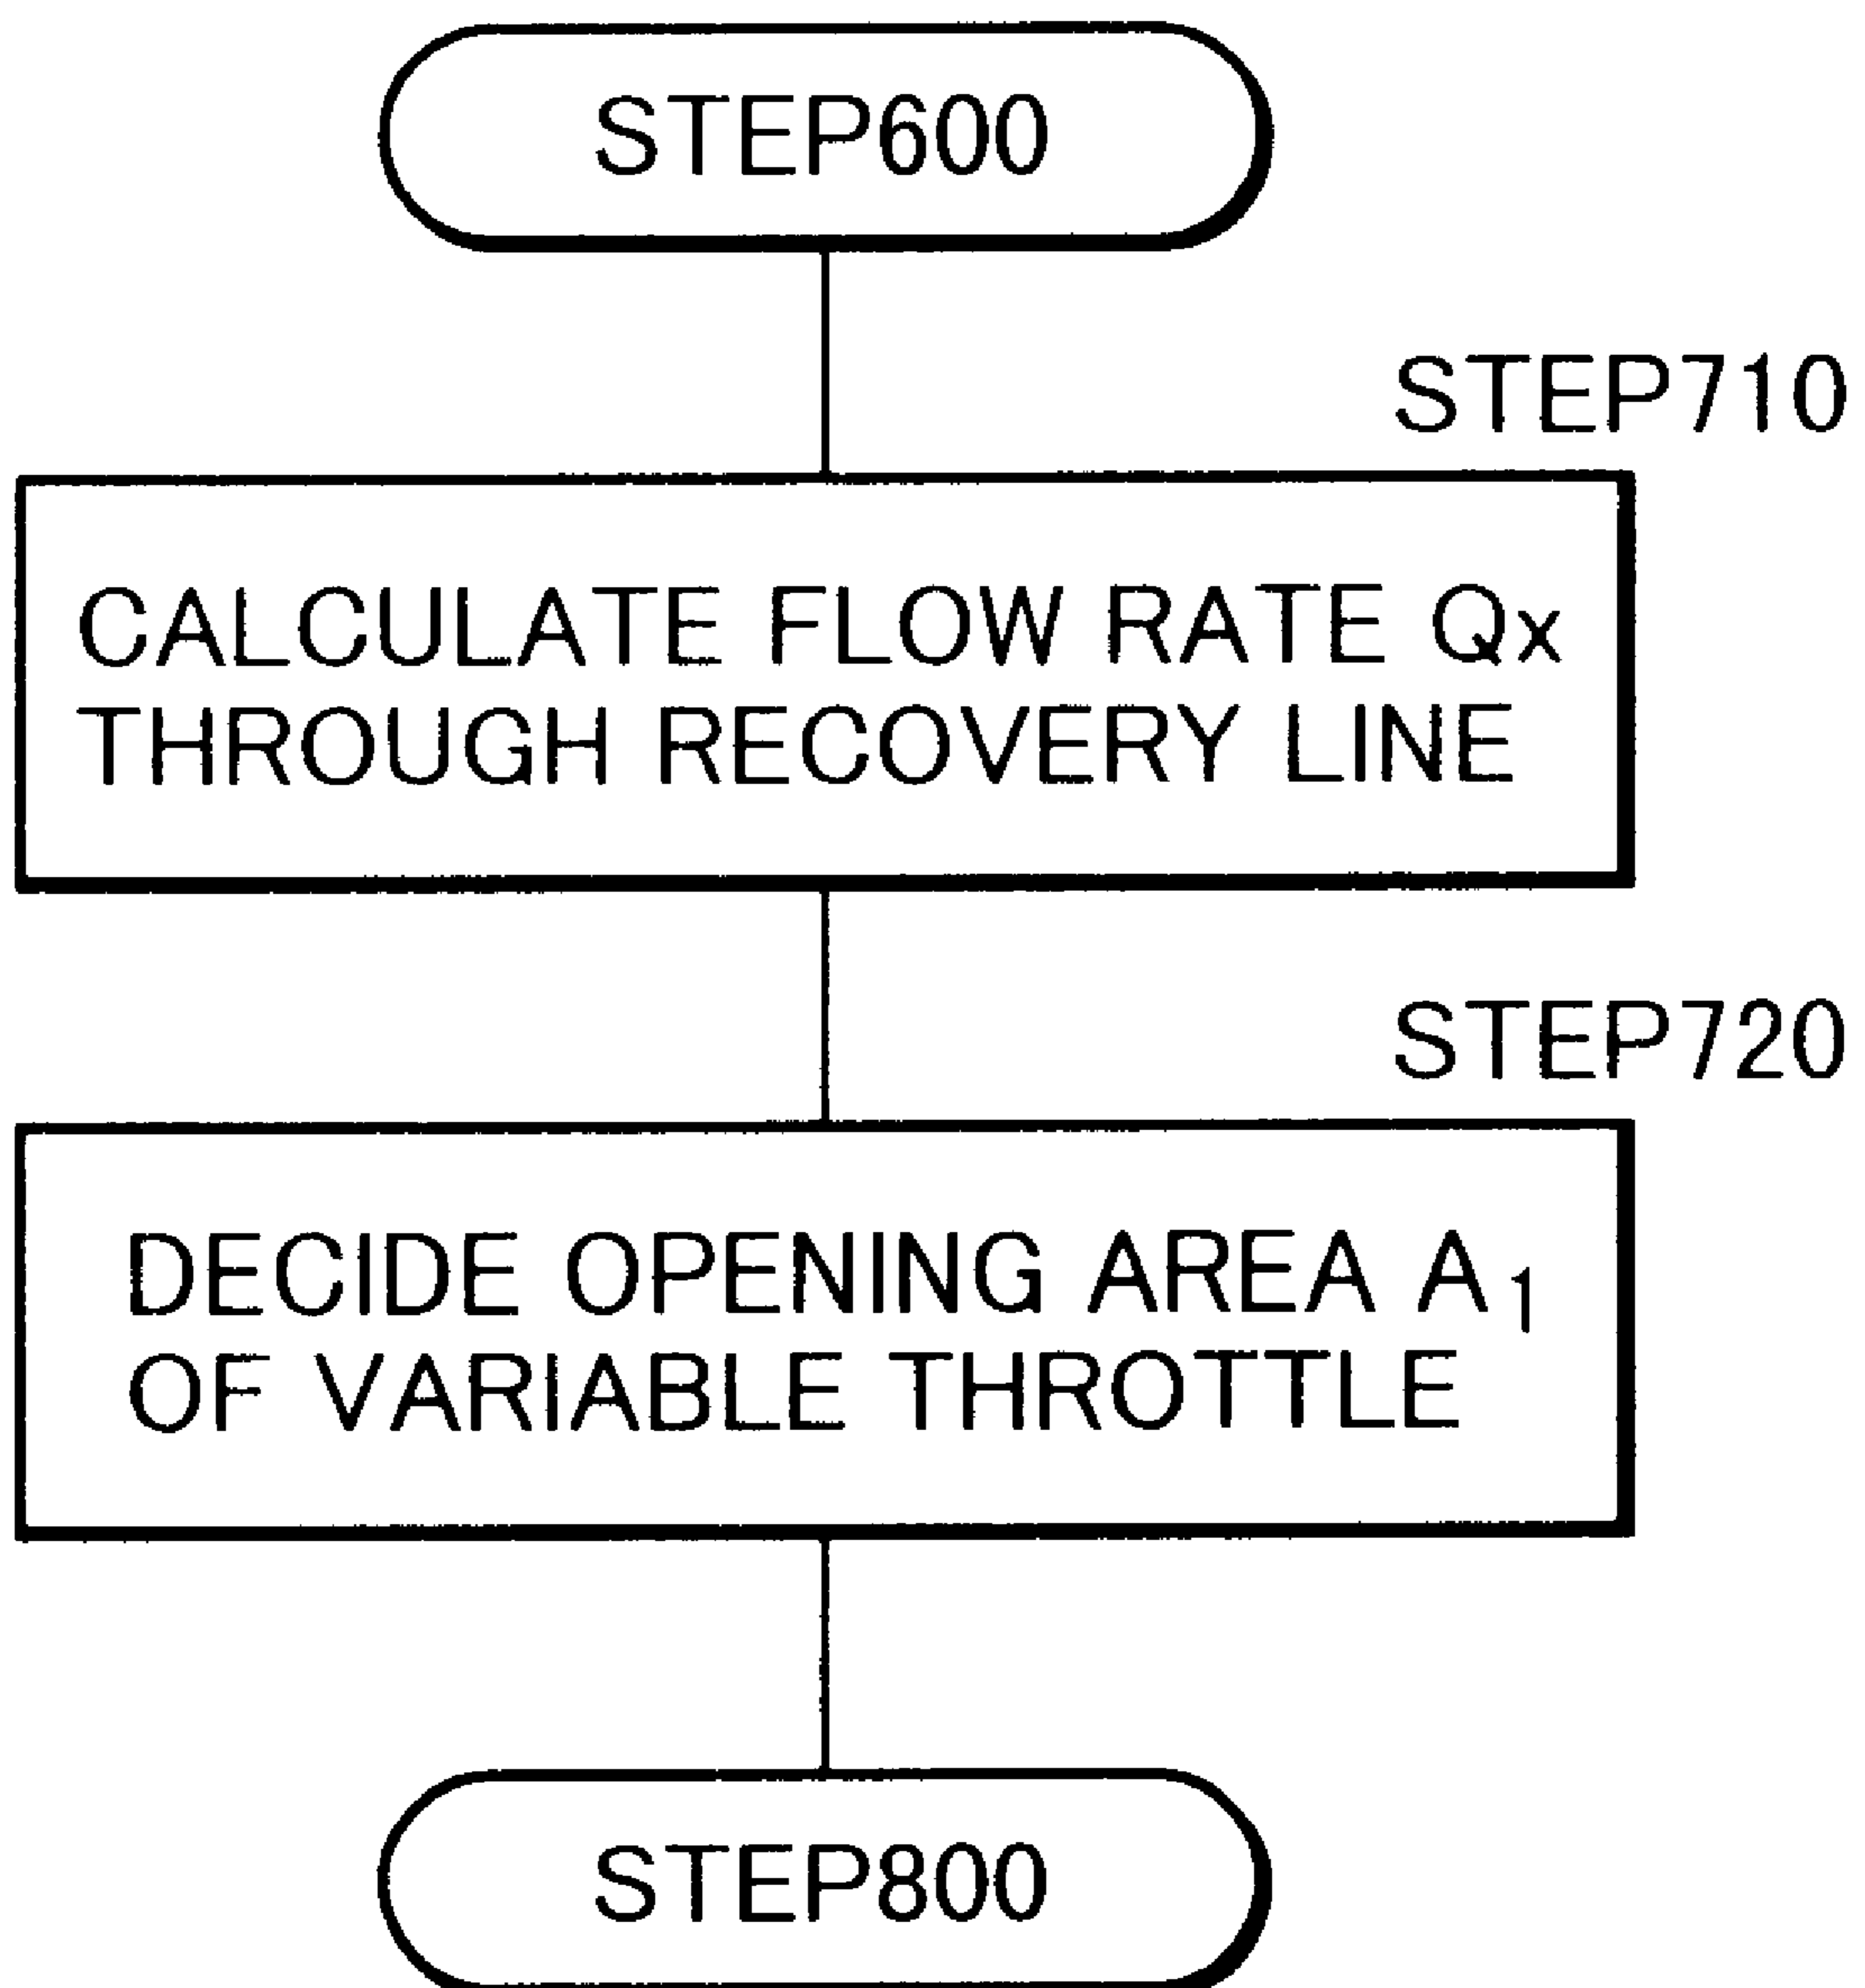 STEP600
STEP710
CALCULATE FLOW RATE Qx
THROUGH RECOVERY LINE
STEP720
DECIDE OPENING AREA A₁
OF VARIABLE THROTTLE
STEP800